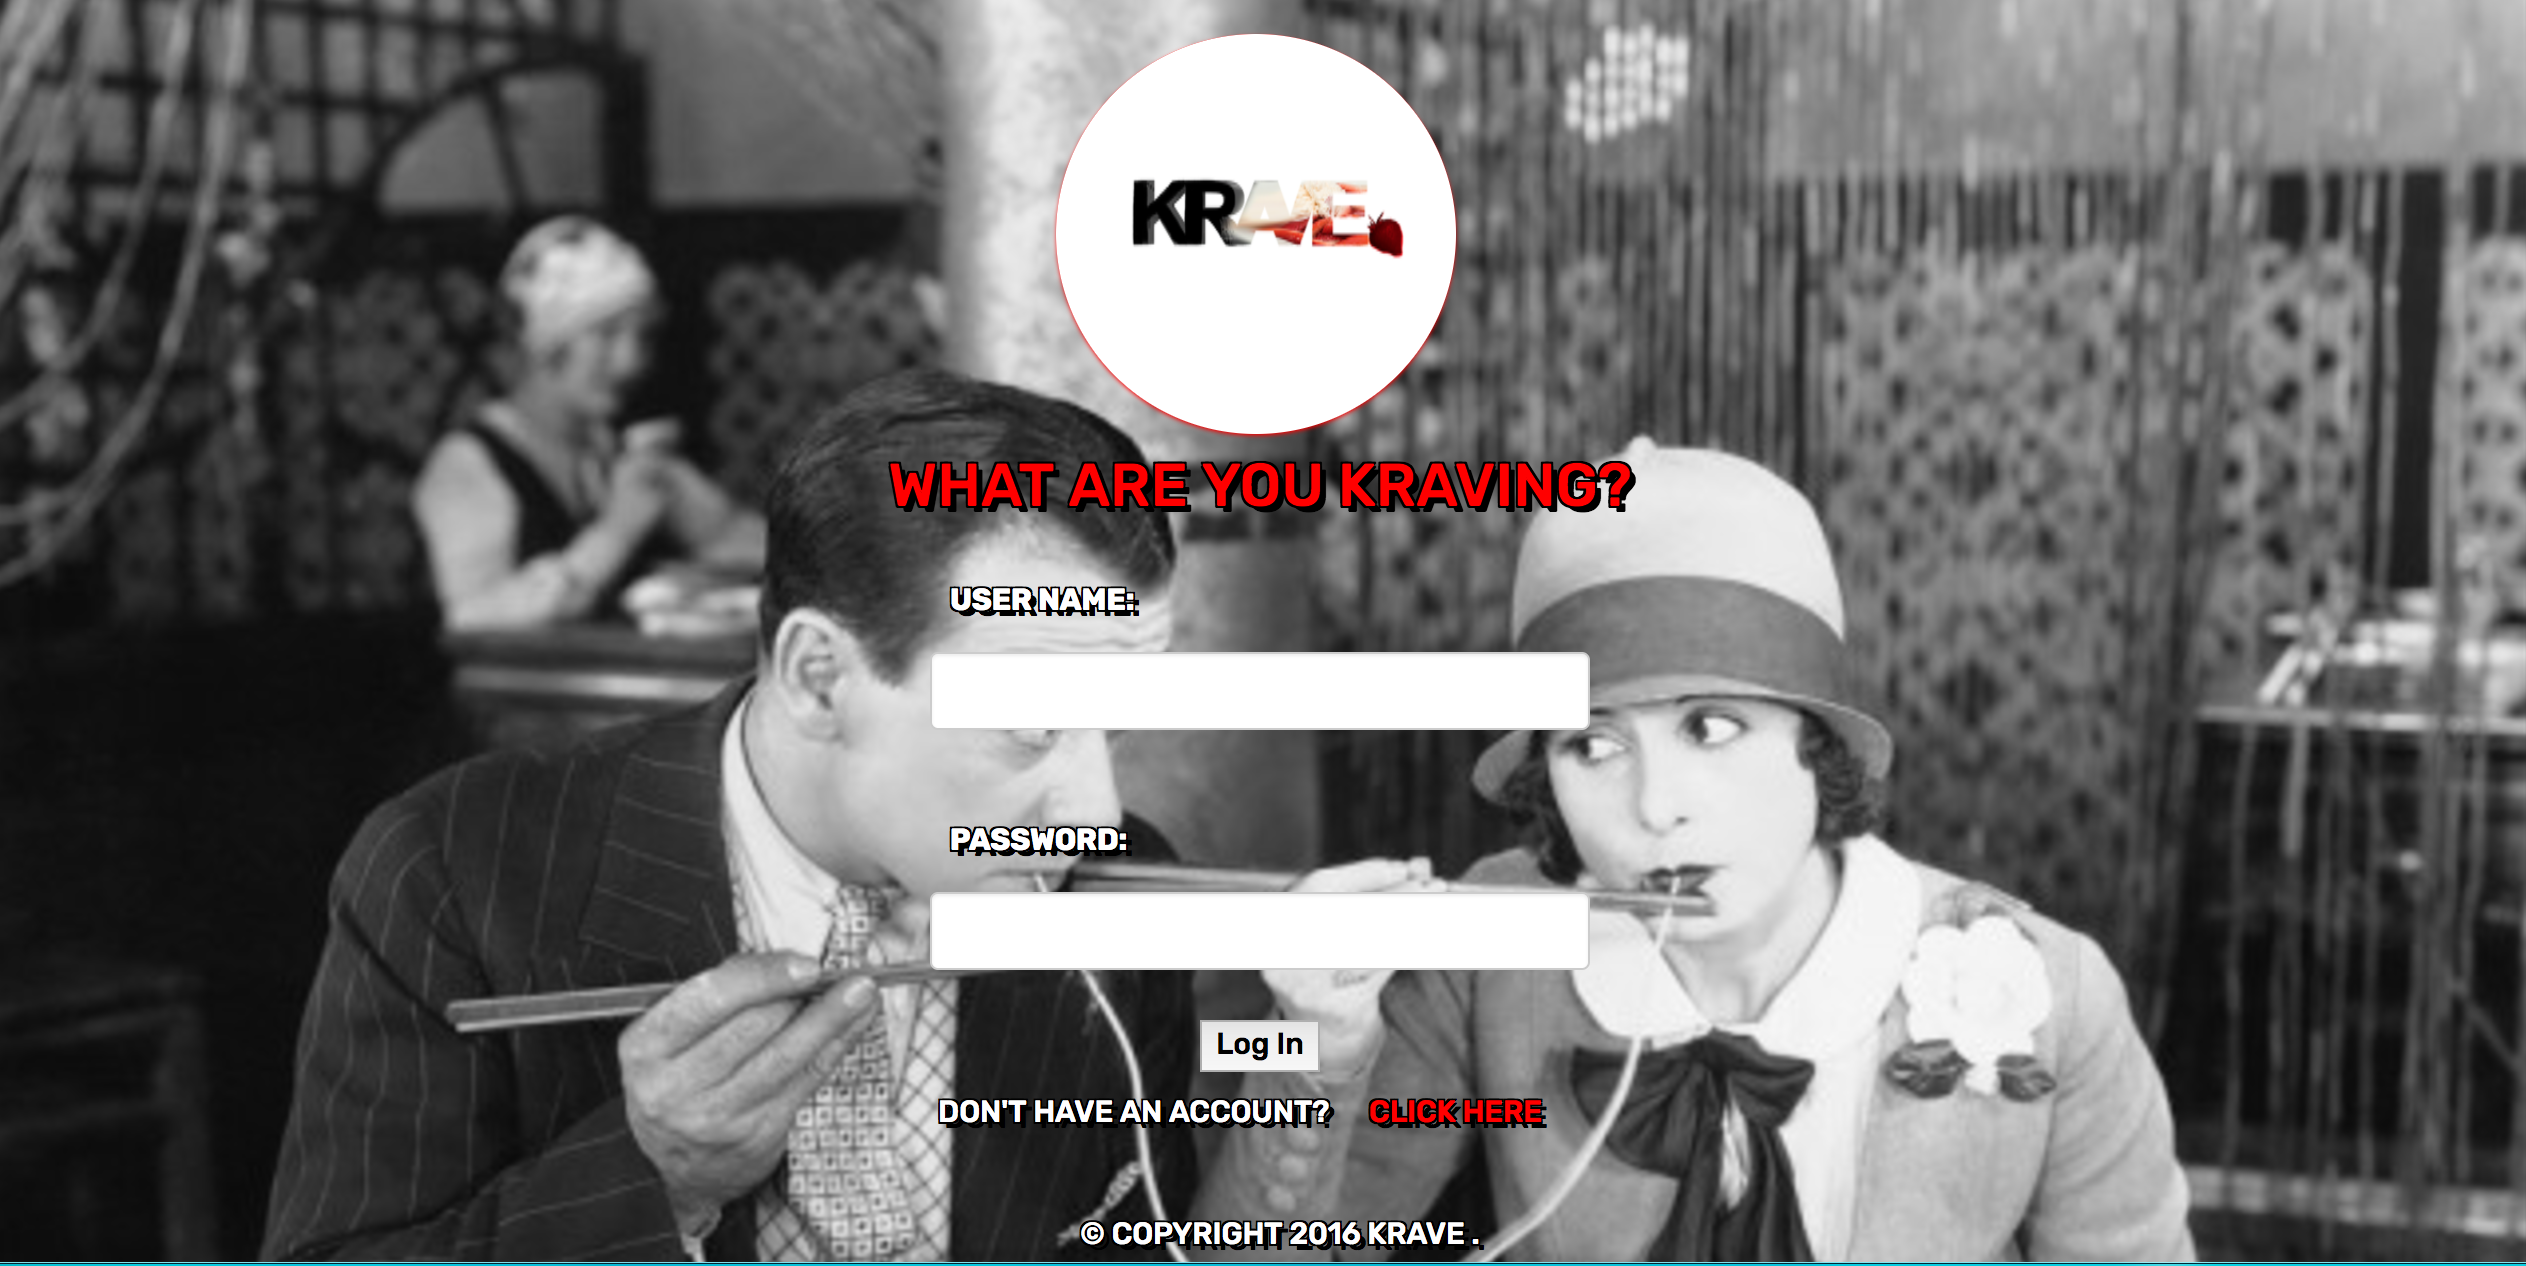 KRAVE
WHAT ARE YOU KRAVING?
USER NAME:
PASSWORD:
Log In
DON'T HAVE AN ACCOUNT? CLICK HERE
© COPYRIGHT 2016 KRAVE .